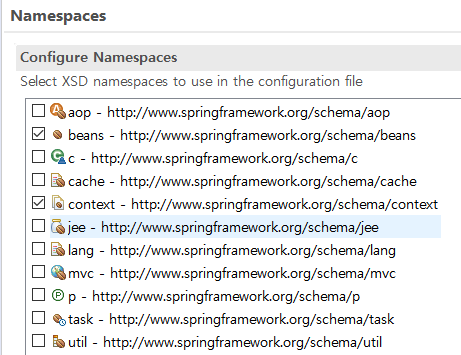 Namespaces
Configure Namespaces
Select XSD namespaces to use in the configuration file
aop - http://www.springframework.org/schema/aop
beans - http://www.springframework.org/schema/beans
c - http://www.springframework.org/schema/c
cache - http://www.springframework.org/schema/cache
context - http://www.springframework.org/schema/context
jee - http://www.springframework.org/schema/jee
lang - http://www.springframework.org/schema/lang
mvc - http://www.springframework.org/schema/mvc
p - http://www.springframework.org/schema/p
task - http://www.springframework.org/schema/task
util - http://www.springframework.org/schema/util